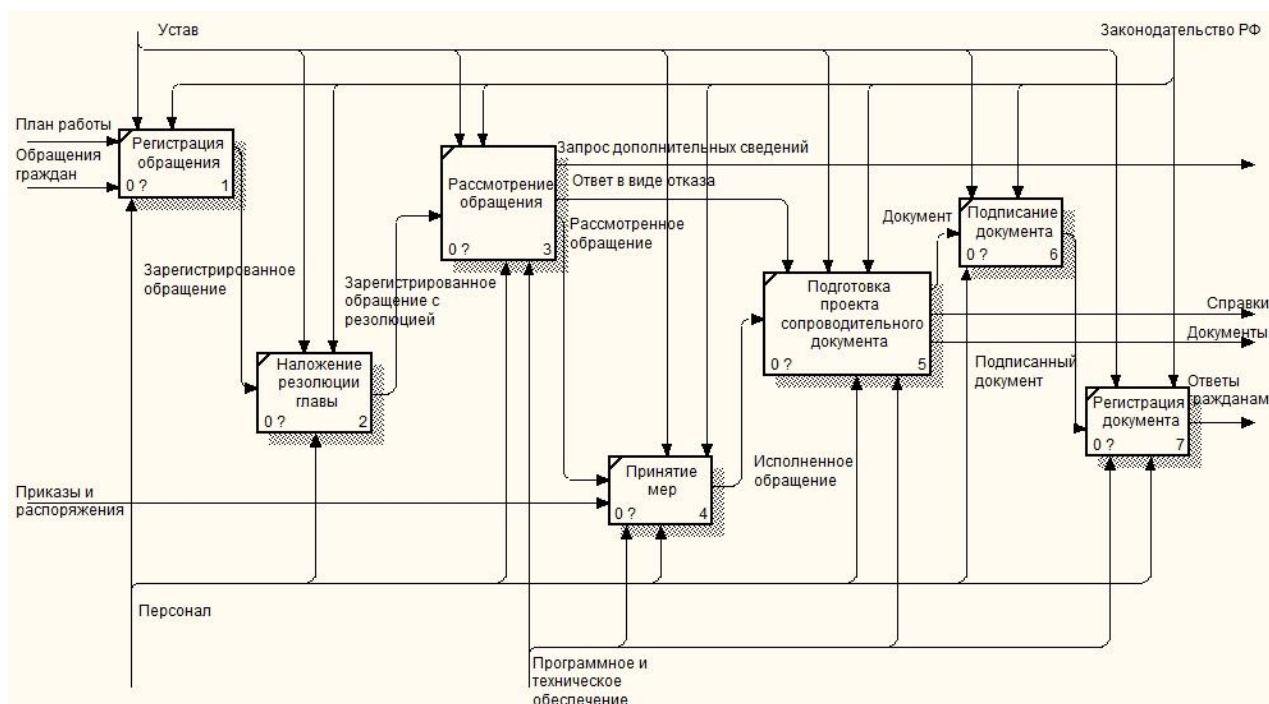 Устав
Законодательство РФ
План работы
Обращения
граждан
Регистрация
обращения
0 ? 1
Запрос дополнительных сведений
Ответ в виде отказа
Рассмотрение
обращения
0 ? 3
Рассмотренное
обращение
Документ
Подписание
документа
0 ? 6
Зарегистрированное
обращение
Зарегистрированное
обращение с
резолюцией
Подготовка
проекта
сопроводительного
документа
0 ? 5
Справки
Документы
Наложение
резолюции
главы
0 ? 2
Подписанный
документ
Ответы
гражданам
Регистрация
документа
0 ? 7
Принятие
мер
0 ? 4
Исполненное
обращение
Приказы и
распоряжения
Персонал
Программное и
техническое
обеспечение